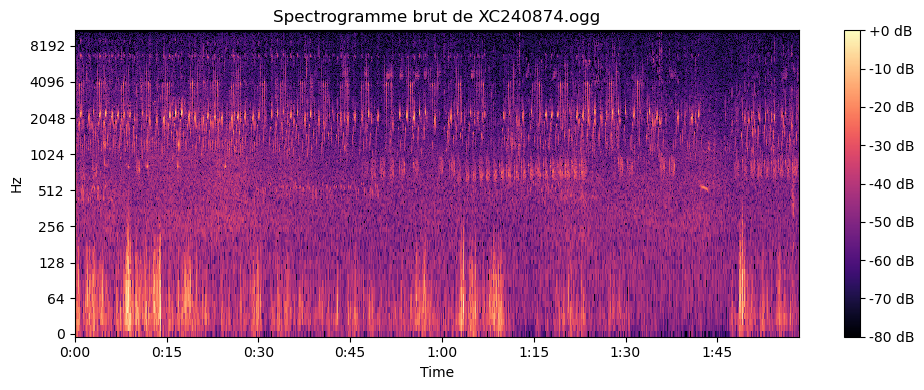 Spectrogramme brut de XC240874.ogg
8192
4096
2048
1024
512
256
128
64
0
Hz
0:00
0:15
0:30
0:45
1:00
1:15
1:30
1:45
Time
+0 dB
-10 dB
-20 dB
-30 dB
-40 dB
-50 dB
-60 dB
-70 dB
-80 dB